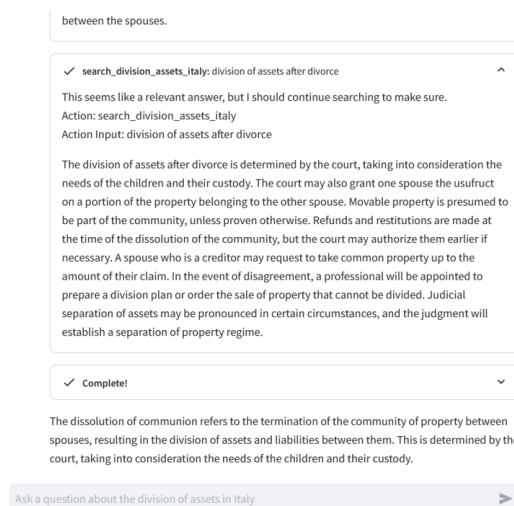 between the spouses.
search_division_assets_italy: division of assets after divorce
This seems like a relevant answer, but I should continue searching to make sure.
Action: search_division_assets_italy
Action Input: division of assets after divorce
The division of assets after divorce is determined by the court, taking into consideration the
needs of the children and their custody. The court may also grant one spouse the usufruct
on a portion of the property belonging to the other spouse. Movable property is presumed to
be part of the community, unless proven otherwise. Refunds and restitutions are made at
the time of the dissolution of the community, but the court may authorize them earlier if
necessary. A spouse who is a creditor may request to take common property up to the
amount of their claim. In the event of disagreement, a professional will be appointed to
prepare a division plan or order the sale of property that cannot be divided. Judicial
separation of assets may be pronounced in certain circumstances, and the judgment will
establish a separation of property regime.
Complete!
The dissolution of communion refers to the termination of the community of property between
spouses, resulting in the division of assets and liabilities between them. This is determined by the
court, taking into consideration the needs of the children and their custody.
Ask a question about the division of assets in Italy